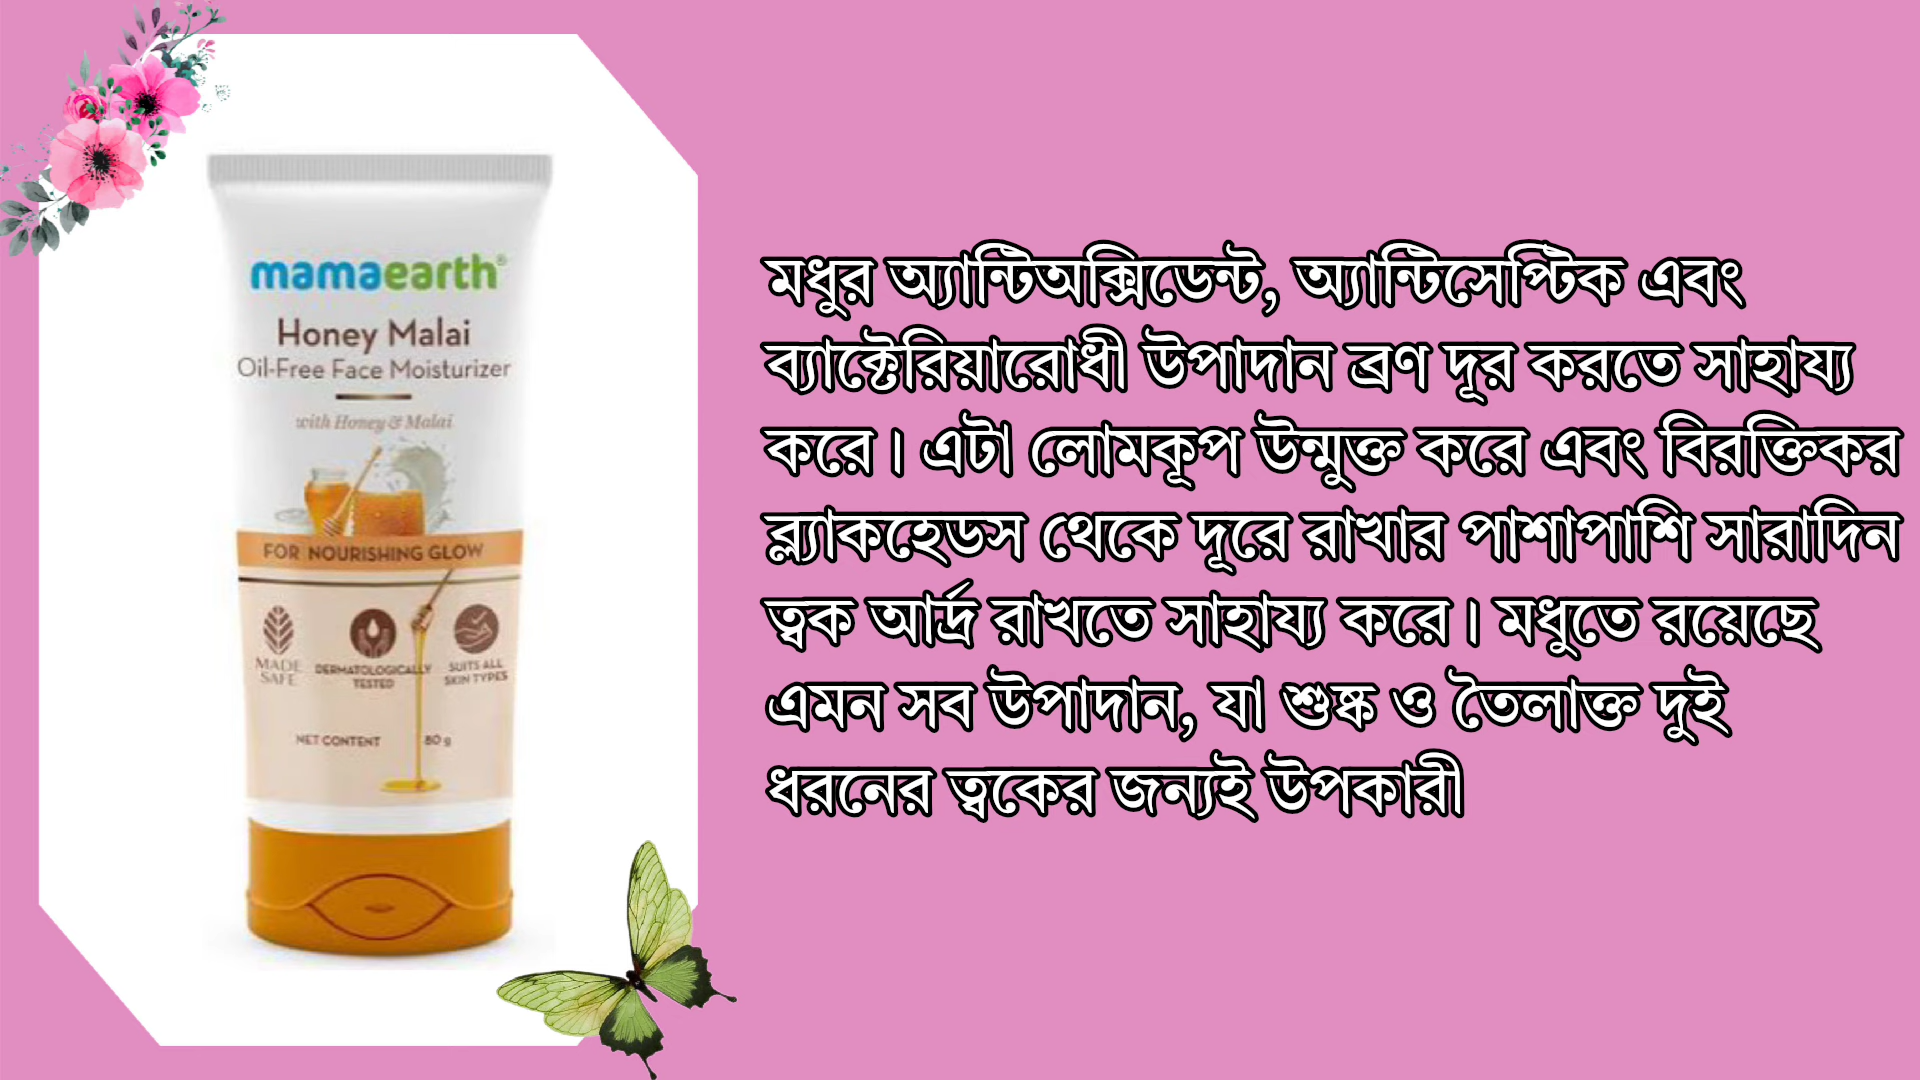 mamaearth®
Honey Malai
Oil-Free Face Moisturizer
with Honey & Malai
FOR NOURISHING GLOW
MADE
SAFE
DERMATOLOGICALLY
TESTED
SUITS ALL
SKIN TYPES
NET CONTENT 80 g
মধুর অ্যান্টিঅক্সিডেন্ট, অ্যান্টিসেপ্টিক এবং
ব্যাক্টেরিয়ারোধী উপাদান ব্রণ দূর করতে সাহায্য
করে। এটা লোমকূপ উন্মুক্ত করে এবং বিরক্তিকর
ব্ল্যাকহেডস থেকে দূরে রাখার পাশাপাশি সারাদিন
ত্বক আর্দ্র রাখতে সাহায্য করে। মধুতে রয়েছে
এমন সব উপাদান, যা শুষ্ক ও তৈলাক্ত দুই
ধরনের ত্বকের জন্যই উপকারী